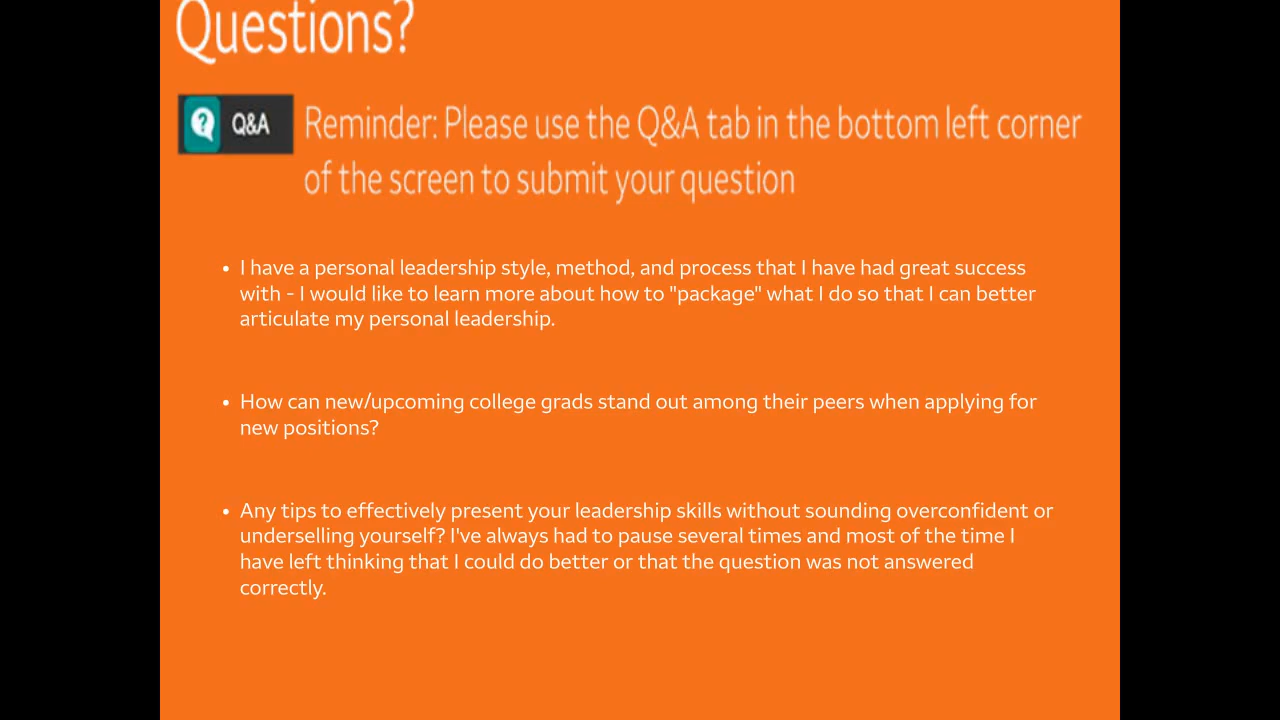 Questions?
Q&A
Reminder: Please use the Q&A tab in the bottom left corner
of the screen to submit your question
• I have a personal leadership style, method, and process that I have had great success
with - I would like to learn more about how to "package" what I do so that I can better
articulate my personal leadership.
• How can new/upcoming college grads stand out among their peers when applying for
new positions?
• Any tips to effectively present your leadership skills without sounding overconfident or
underselling yourself? I've always had to pause several times and most of the time I
have left thinking that I could do better or that the question was not answered
correctly.